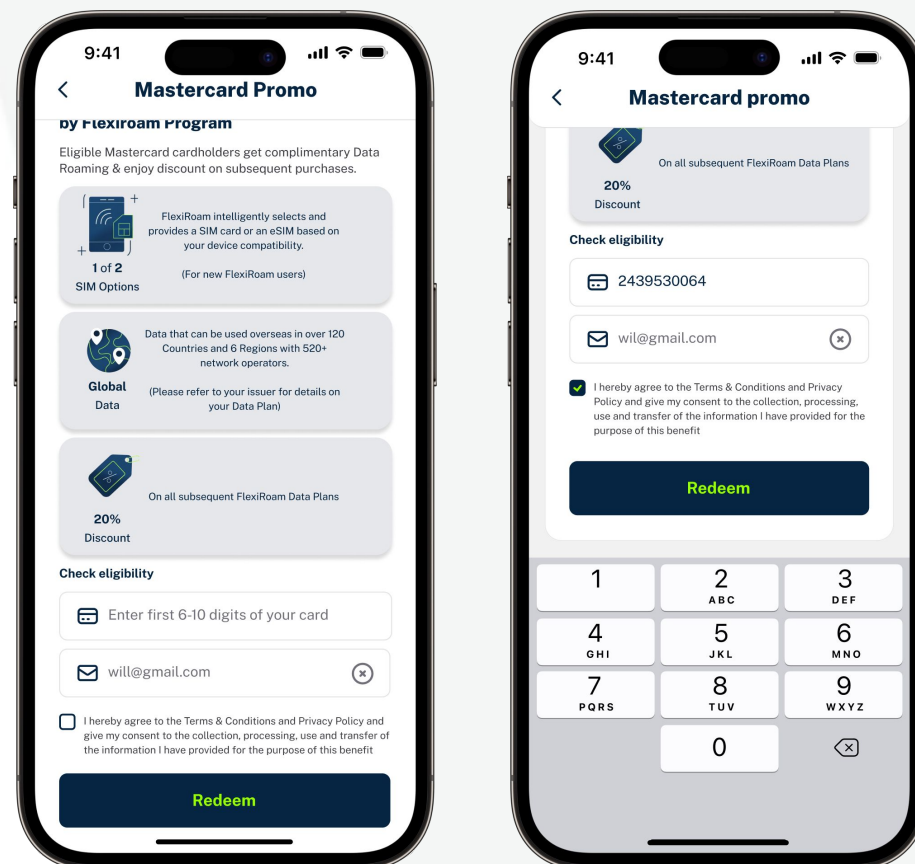 9:41
Mastercard Promo
by Flexiroam Program
Eligible Mastercard cardholders get complimentary Data
Roaming & enjoy discount on subsequent purchases.
1 of 2
SIM Options
FlexiRoam intelligently selects and
provides a SIM card or an eSIM based on
your device compatibility.
(For new FlexiRoam users)
Global
Data
Data that can be used overseas in over 120
Countries and 6 Regions with 520+
network operators.
(Please refer to your issuer for details on
your Data Plan)
20%
Discount
On all subsequent FlexiRoam Data Plans
Check eligibility
Enter first 6-10 digits of your card
will@gmail.com
I hereby agree to the Terms & Conditions and Privacy Policy and
give my consent to the collection, processing, use and transfer of
the information I have provided for the purpose of this benefit
Redeem
9:41
Mastercard promo
20%
Discount
On all subsequent FlexiRoam Data Plans
Check eligibility
2439530064
wil@gmail.com
I hereby agree to the Terms & Conditions and Privacy
Policy and give my consent to the collection, processing,
use and transfer of the information I have provided for the
purpose of this benefit
Redeem
1
2
ABC
3
DEF
4
GHI
5
JKL
6
MNO
7
PQRS
8
TUV
9
WXYZ
0